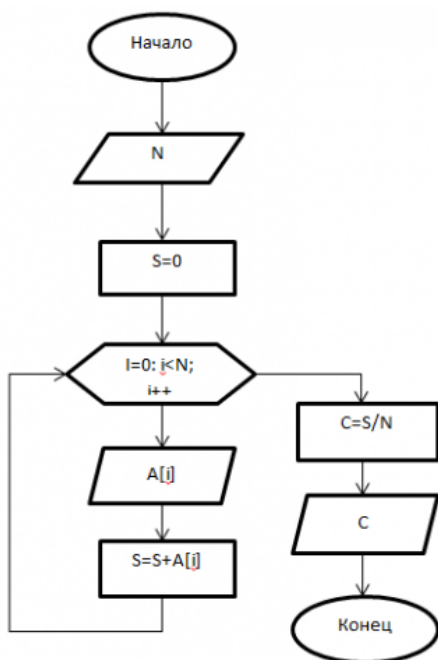 Начало
N
S=0
I=0: i<N;
i++
A[i]
S=S+A[i]
C=S/N
C
Конец